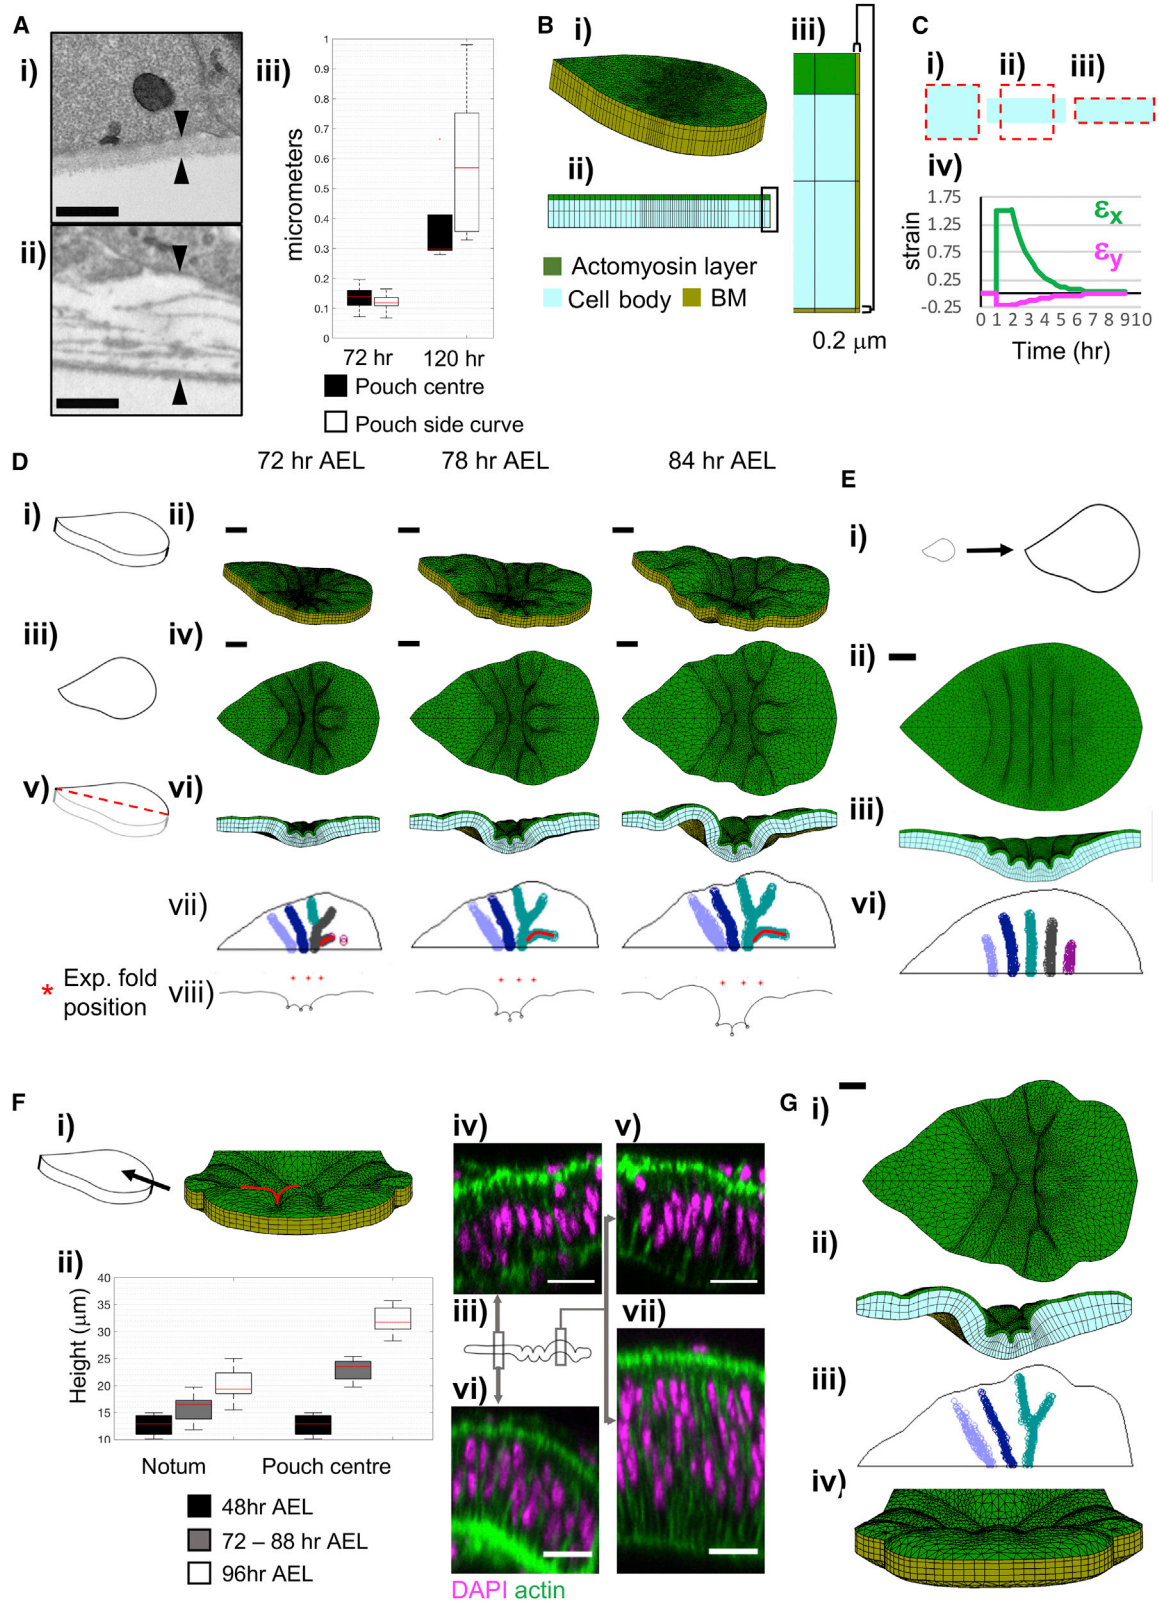 A
i)
ii)
iii)
micrometers
1
0.9
0.8
0.7
0.6
0.5
0.4
0.3
0.2
0.1
0
72 hr
120 hr
Pouch centre
Pouch side curve
B
i)
ii)
iii)
Actomyosin layer
Cell body
BM
0.2 μm
C
i)
ii)
iii)
iv)
strain
1.75
1.25
0.75
0.25
-0.25
εx
εy
0 1 2 3 4 5 6 7 8 9 10
Time (hr)
D
72 hr AEL
78 hr AEL
84 hr AEL
i)
ii)
iii)
iv)
v)
vi)
vii)
viii)
* Exp. fold
position
E
i)
ii)
iii)
vi)
F
i)
ii)
Height (μm)
40
35
30
25
20
15
10
Notum
Pouch centre
48hr AEL
72 – 88 hr AEL
96hr AEL
iii)
iv)
v)
vi)
vii)
DAPI actin
G
i)
ii)
iii)
iv)